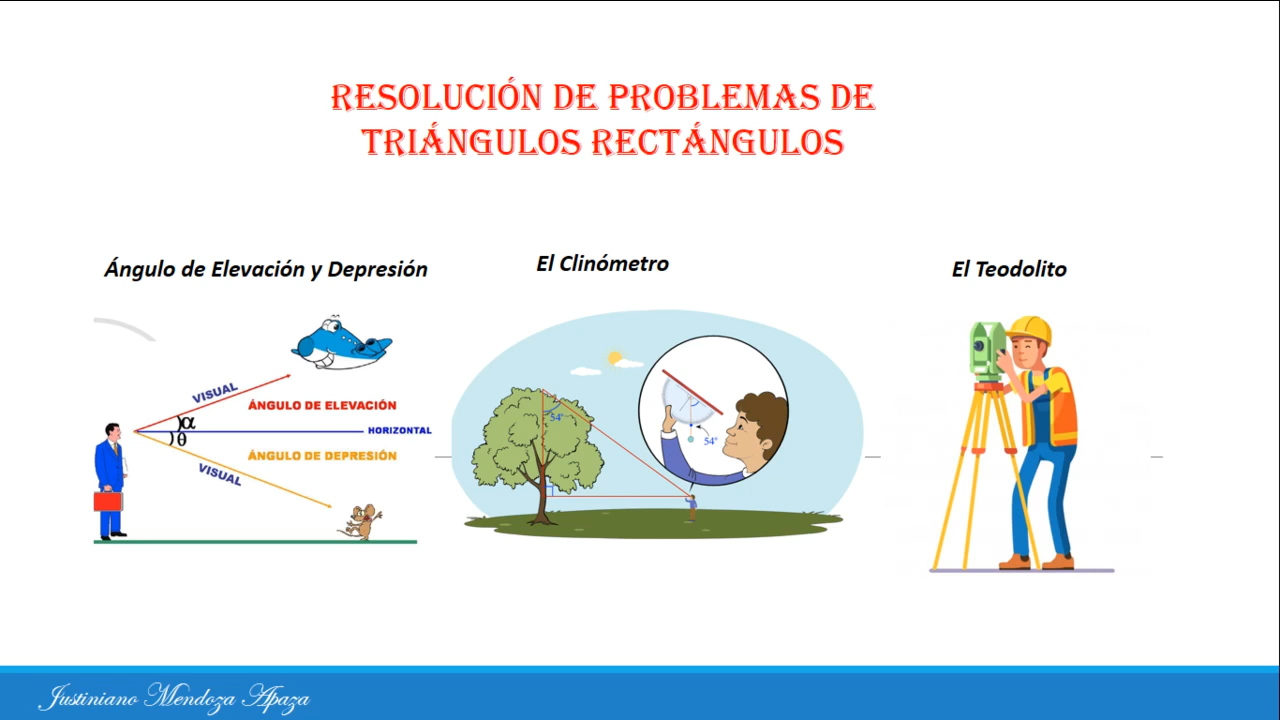 RESOLUCIÓN DE PROBLEMAS DE
TRIÁNGULOS RECTÁNGULOS
Ángulo de Elevación y Depresión
El Clinómetro
El Teodolito
VISUAL
ÁNGULO DE ELEVACIÓN
α
HORIZONTAL
θ
ÁNGULO DE DEPRESIÓN
VISUAL
54°
54°
Justiniano Mendoza Apaza